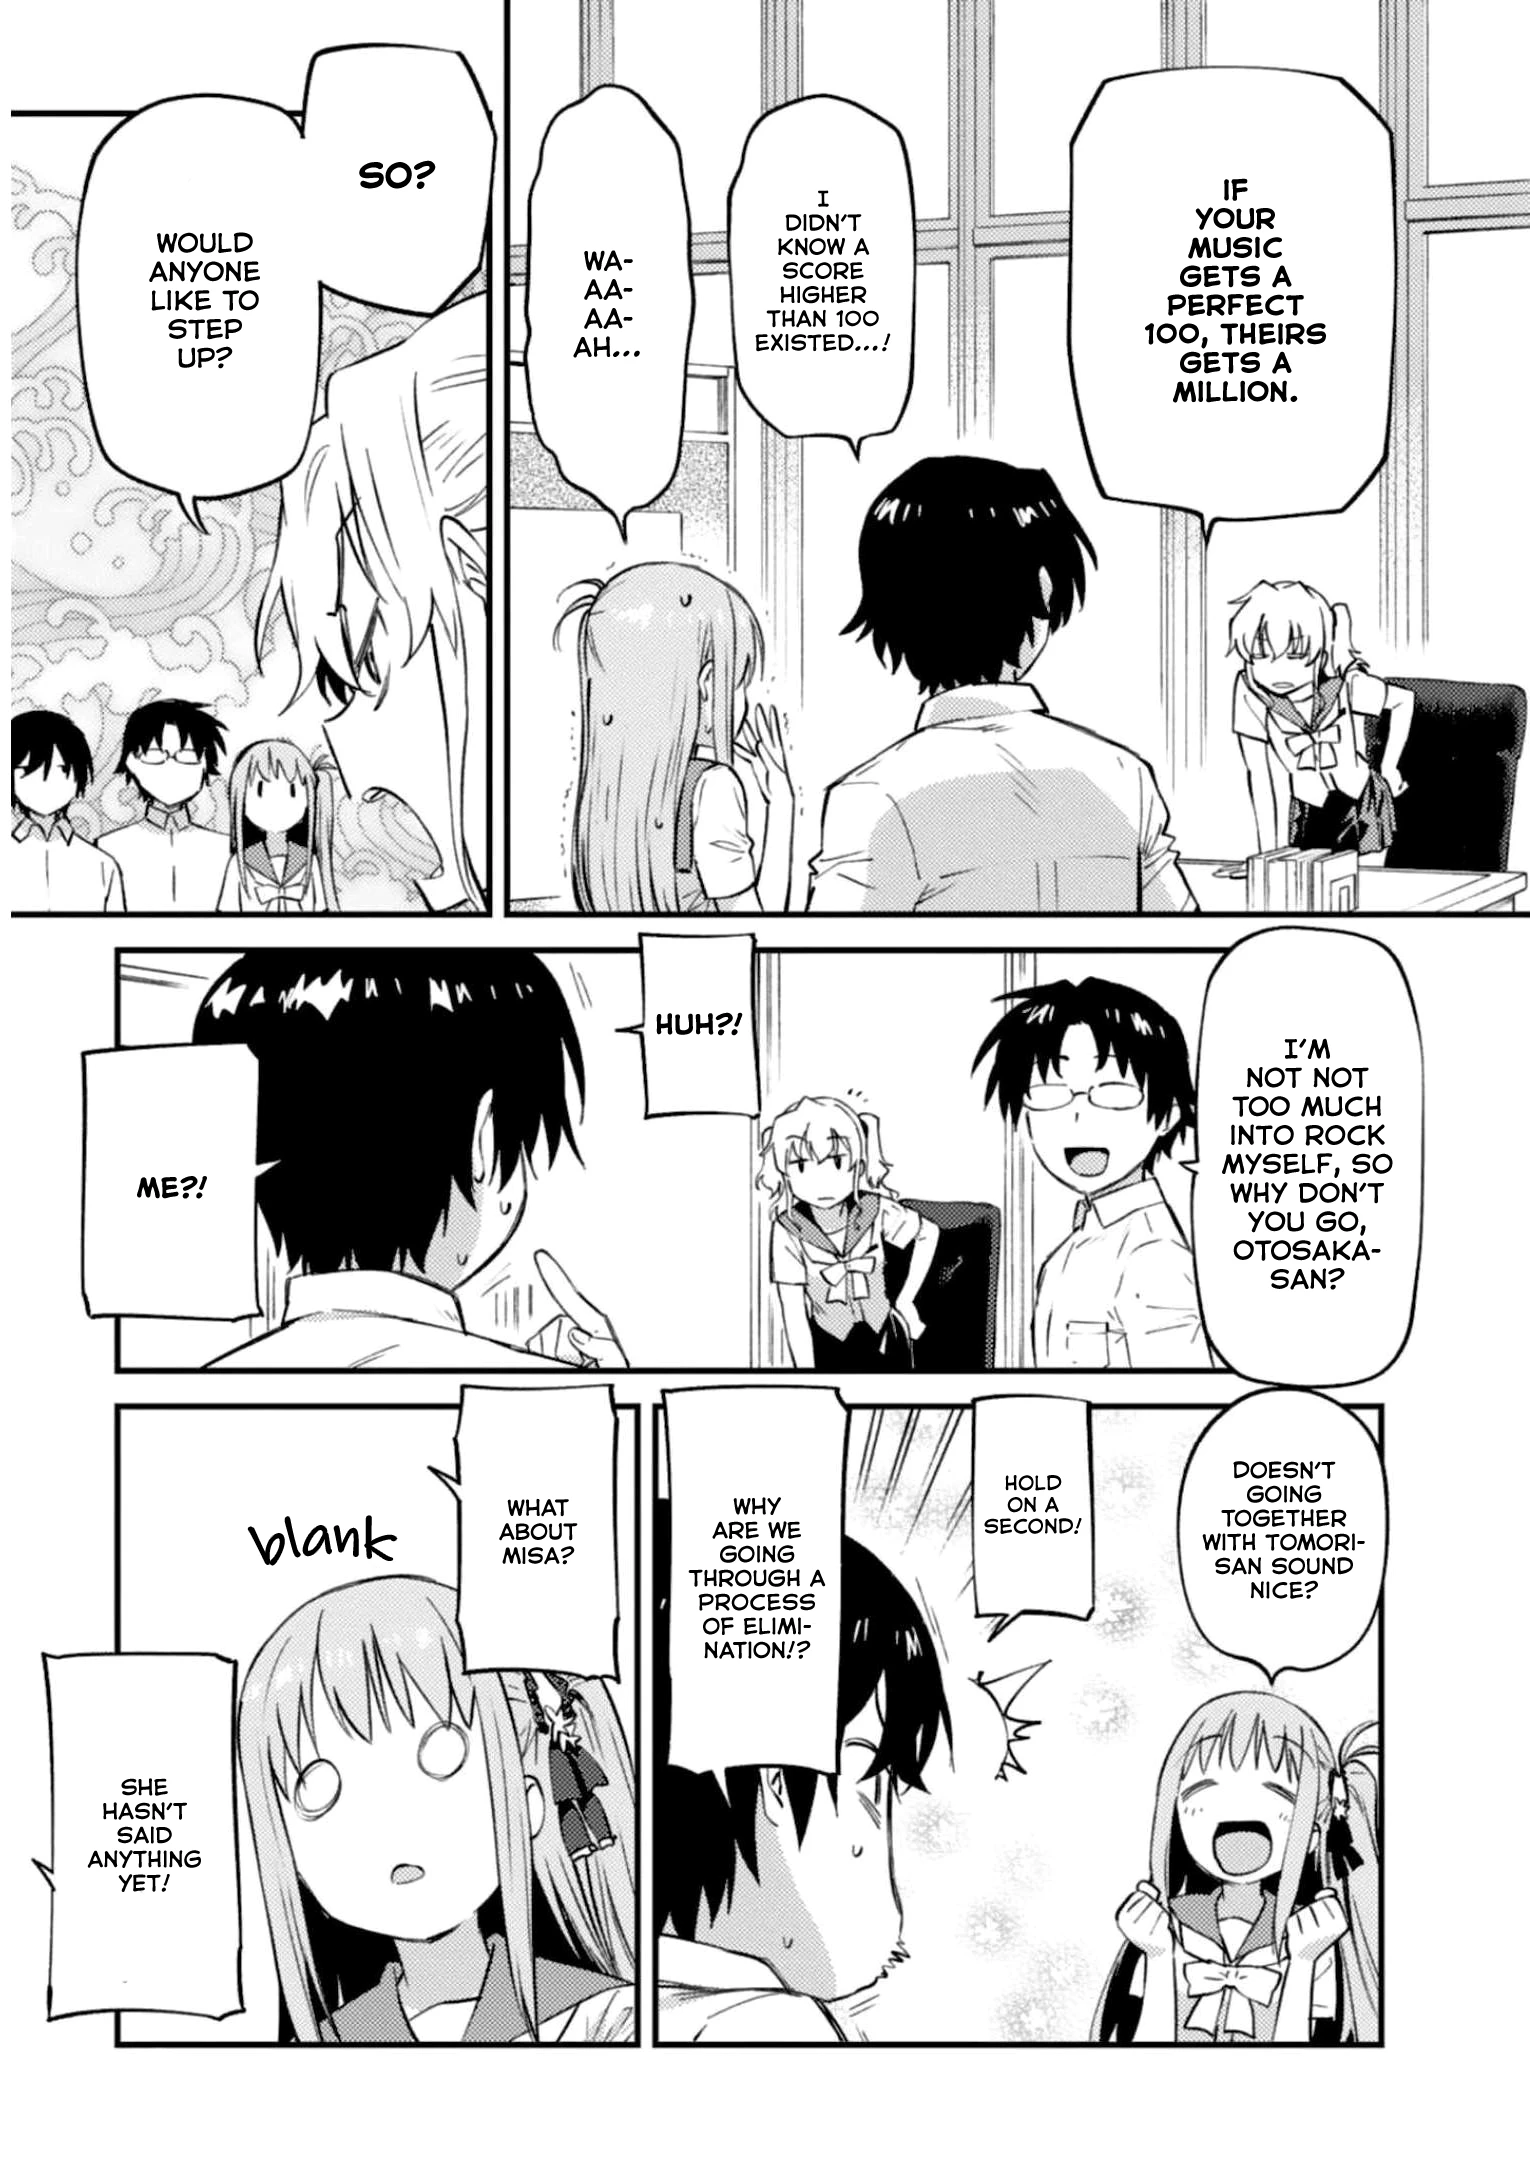 IF
YOUR
MUSIC
GETS A
PERFECT
100, THEIRS
GETS A
MILLION.
I
DIDN'T
KNOW A
SCORE
HIGHER
THAN 100
EXISTED...!
WA-
AA-
AA-
AH...
SO?
WOULD
ANYONE
LIKE TO
STEP
UP?
I'M
NOT NOT
TOO MUCH
INTO ROCK
MYSELF, SO
WHY DON'T
YOU GO,
OTOSAKA-
SAN?
HUH?!
ME?!
DOESN'T
GOING
TOGETHER
WITH TOMORI-
SAN SOUND
NICE?
HOLD
ON A
SECOND!
WHY
ARE WE
GOING
THROUGH A
PROCESS
OF ELIMI-
NATION!?
WHAT
ABOUT
MISA?
blank
SHE
HASN'T
SAID
ANYTHING
YET!